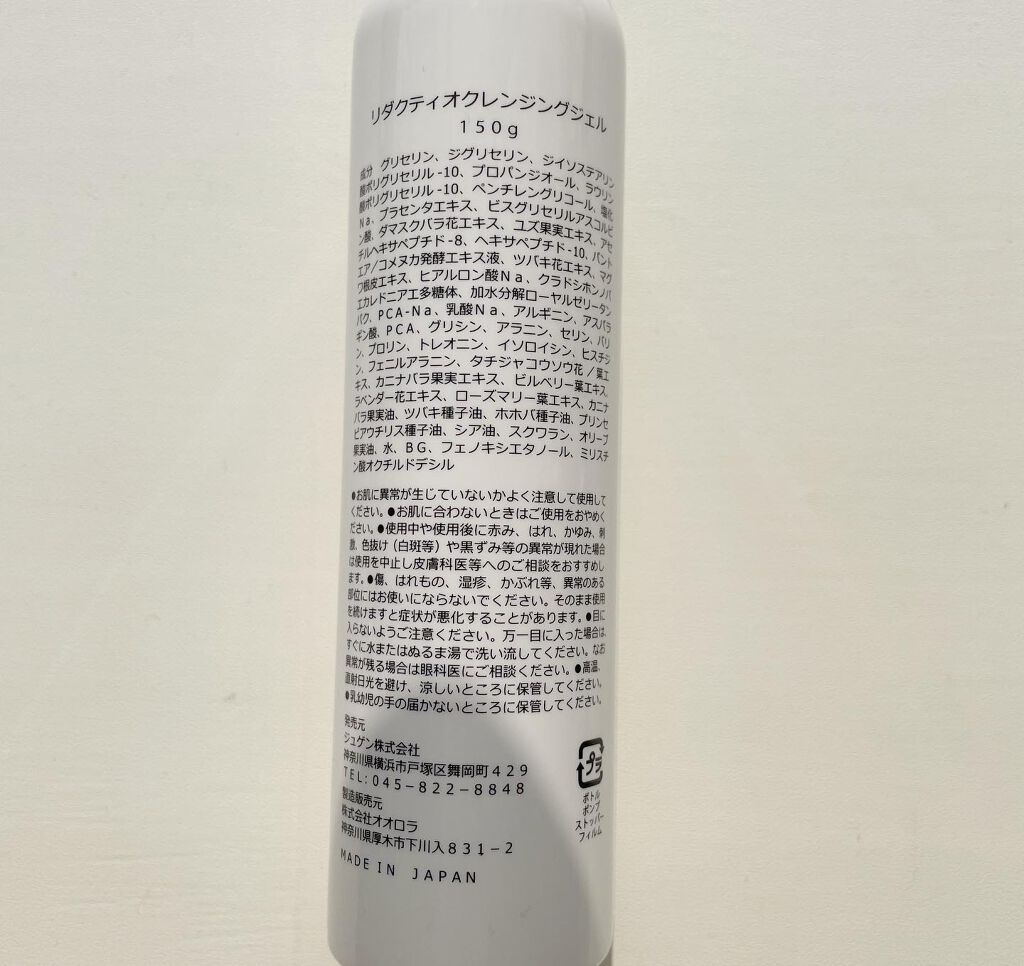 リダクティオクレンジングジェル
150g
成分 グリセリン、ジグリセリン、ジイソステアリン
酸ポリグリセリル-10、プロパンジオール、ラウリン
酸ポリグリセリル-10、ペンチレングリコール、塩化
Na、プラセンタエキス、ビスグリセリルアスコルビ
ン酸、ダマスクバラ花エキス、ユズ果実エキス、アセ
チルヘキサペプチド-8、ヘキサペプチド-10、パント
エア/コメヌカ発酵エキス液、ツバキ花エキス、マグ
ワ根皮エキス、ヒアルロン酸Na、クラドシホンノバ
エカレドニアエ多糖体、加水分解ローヤルゼリータン
パク、PCA-Na、乳酸Na、アルギニン、アスパラ
ギン酸、PCA、グリシン、アラニン、セリン、バリ
ン、プロリン、トレオニン、イソロイシン、ヒスチジ
ン、フェニルアラニン、タチジャコウソウ花/葉エ
キス、カニナバラ果実エキス、ビルベリー葉エキス、
ラベンダー花エキス、ローズマリー葉エキス、カニナ
バラ果実油、ツバキ種子油、ホホバ種子油、プリンセ
ピアウチリス種子油、シア油、スクワラン、オリーブ
果実油、水、BG、フェノキシエタノール、ミリスチ
ン酸オクチルドデシル
●お肌に異常が生じていないかよく注意して使用して
ください。●お肌に合わないときはご使用をおやめく
ださい。●使用中や使用後に赤み、はれ、かゆみ、刺
激、色抜け(白斑等)や黒ずみ等の異常が現れた場合
は使用を中止し皮膚科医等へのご相談をおすすめし
ます。●傷、はれもの、湿疹、かぶれ等、異常のある
部位にはお使いにならないでください。そのまま使用
を続けますと症状が悪化することがあります。●目に
入らないようご注意ください。万一目に入った場合は、
すぐに水またはぬるま湯で洗い流してください。なお
異常が残る場合は眼科医にご相談ください。●高温、
直射日光を避け、涼しいところに保管してください。
●乳幼児の手の届かないところに保管してください。
発売元
ジュゲン株式会社
神奈川県横浜市戸塚区舞岡町429
TEL:045-822-8848
製造販売元
株式会社オオロラ
神奈川県厚木市下川入831-2
MADE IN JAPAN
プラ
ボトル
ポンプ
ストッパー
フィルム